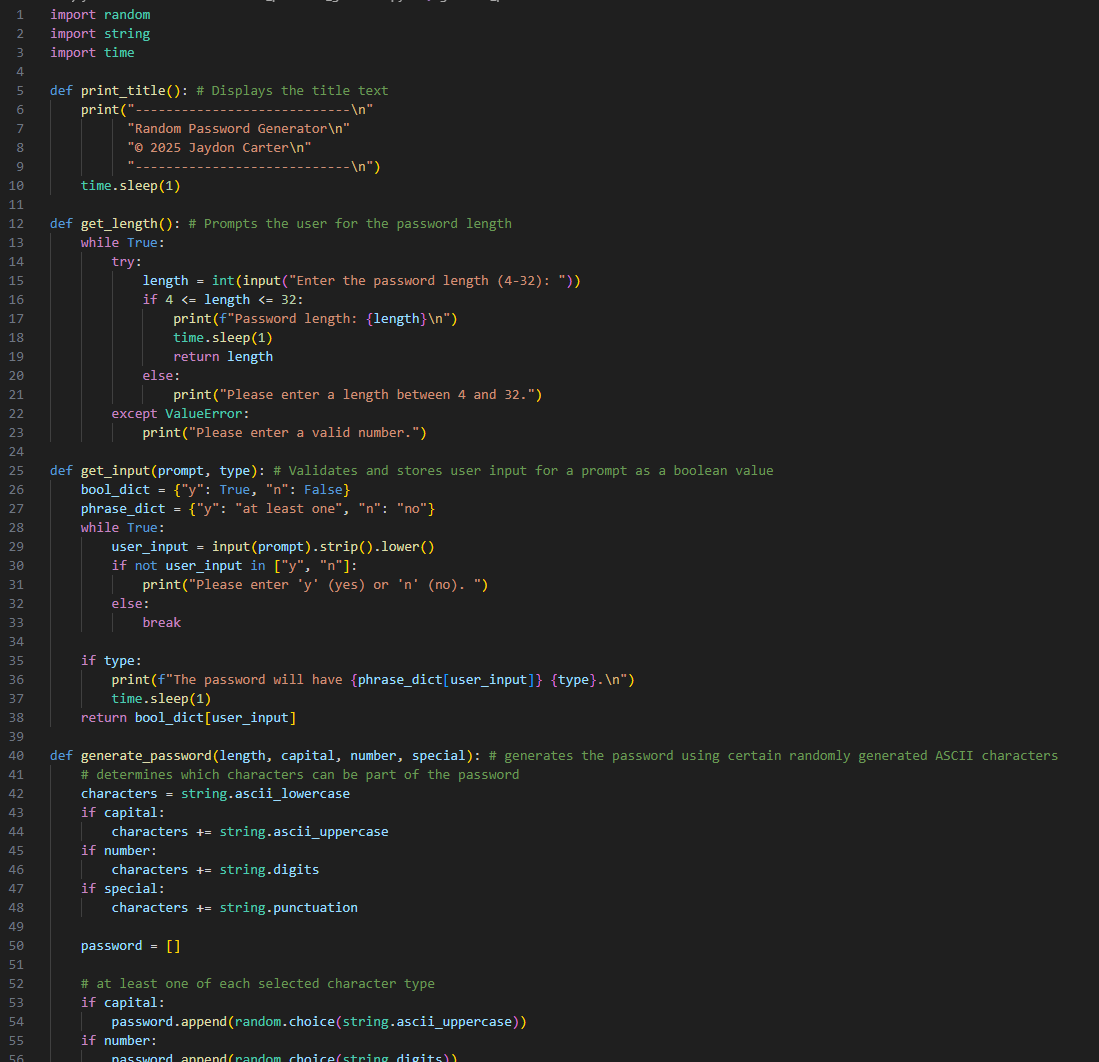 1 import random
2 import string
3 import time
4
5 def print_title(): # Displays the title text
6     print("----------------------------\n"
7           "Random Password Generator\n"
8           "© 2025 Jaydon Carter\n"
9           "----------------------------\n")
10     time.sleep(1)
11
12 def get_length(): # Prompts the user for the password length
13     while True:
14         try:
15             length = int(input("Enter the password length (4-32): "))
16             if 4 <= length <= 32:
17                 print(f"Password length: {length}\n")
18                 time.sleep(1)
19                 return length
20             else:
21                 print("Please enter a length between 4 and 32.")
22         except ValueError:
23             print("Please enter a valid number.")
24
25 def get_input(prompt, type): # Validates and stores user input for a prompt as a boolean value
26     bool_dict = {"y": True, "n": False}
27     phrase_dict = {"y": "at least one", "n": "no"}
28     while True:
29         user_input = input(prompt).strip().lower()
30         if not user_input in ["y", "n"]:
31             print("Please enter 'y' (yes) or 'n' (no). ")
32         else:
33             break
34
35     if type:
36         print(f"The password will have {phrase_dict[user_input]} {type}.\n")
37         time.sleep(1)
38     return bool_dict[user_input]
39
40 def generate_password(length, capital, number, special): # generates the password using certain randomly generated ASCII characters
41     # determines which characters can be part of the password
42     characters = string.ascii_lowercase
43     if capital:
44         characters += string.ascii_uppercase
45     if number:
46         characters += string.digits
47     if special:
48         characters += string.punctuation
49
50     password = []
51
52     # at least one of each selected character type
53     if capital:
54         password.append(random.choice(string.ascii_uppercase))
55     if number:
56         password.append(random.choice(string.digits))